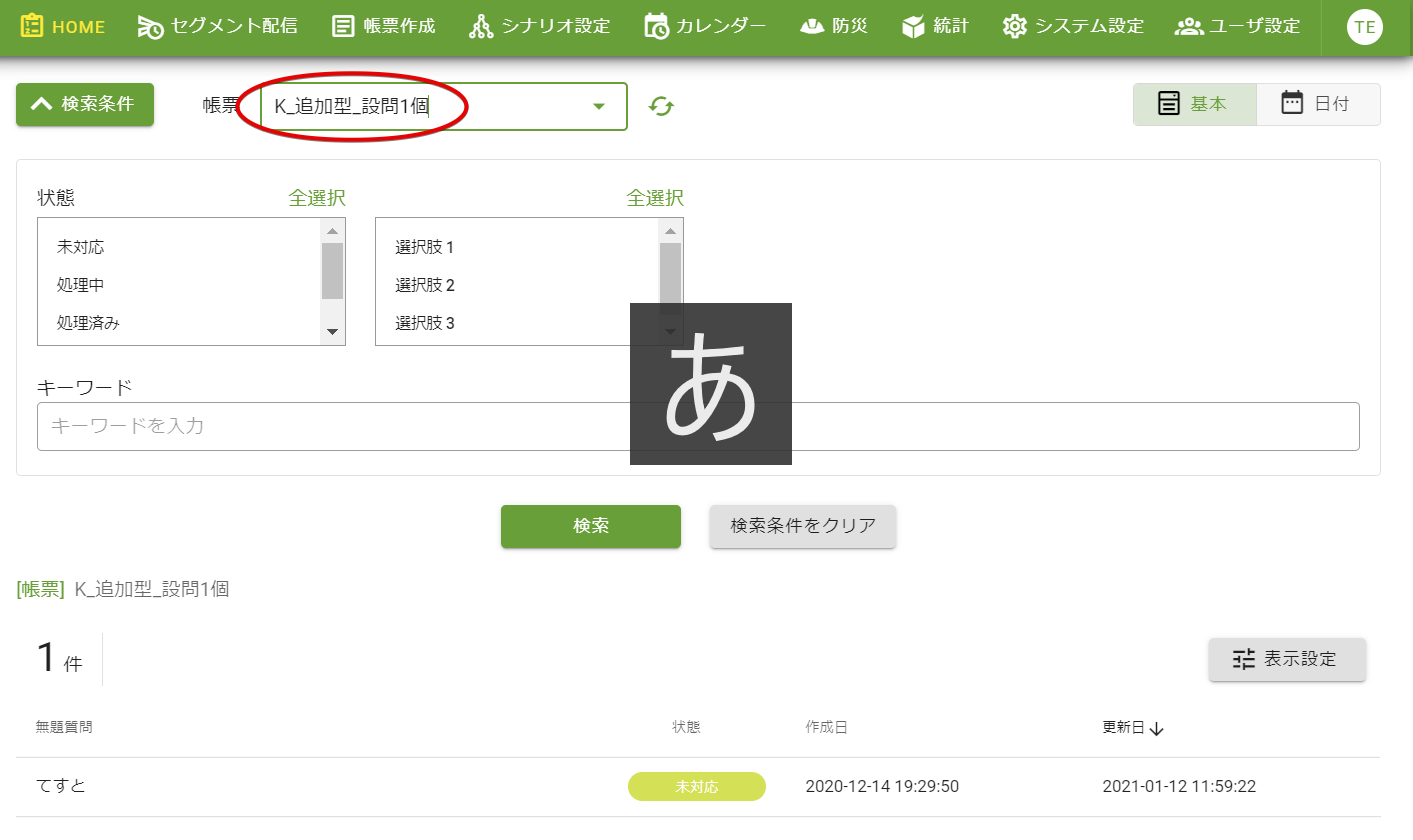 HOME セグメント配信 帳票作成 シナリオ設定 カレンダー 防災 統計 システム設定 ユーザ設定 TE
検索条件 帳票 K_追加型_設問1個 基本 日付
状態 全選択 全選択
未対応 選択肢 1
処理中 選択肢 2
処理済み 選択肢 3
あ
キーワード
キーワードを入力
検索 検索条件をクリア
[帳票] K_追加型_設問1個
1 件 表示設定
無題質問 状態 作成日 更新日
てすと 未対応 2020-12-14 19:29:50 2021-01-12 11:59:22